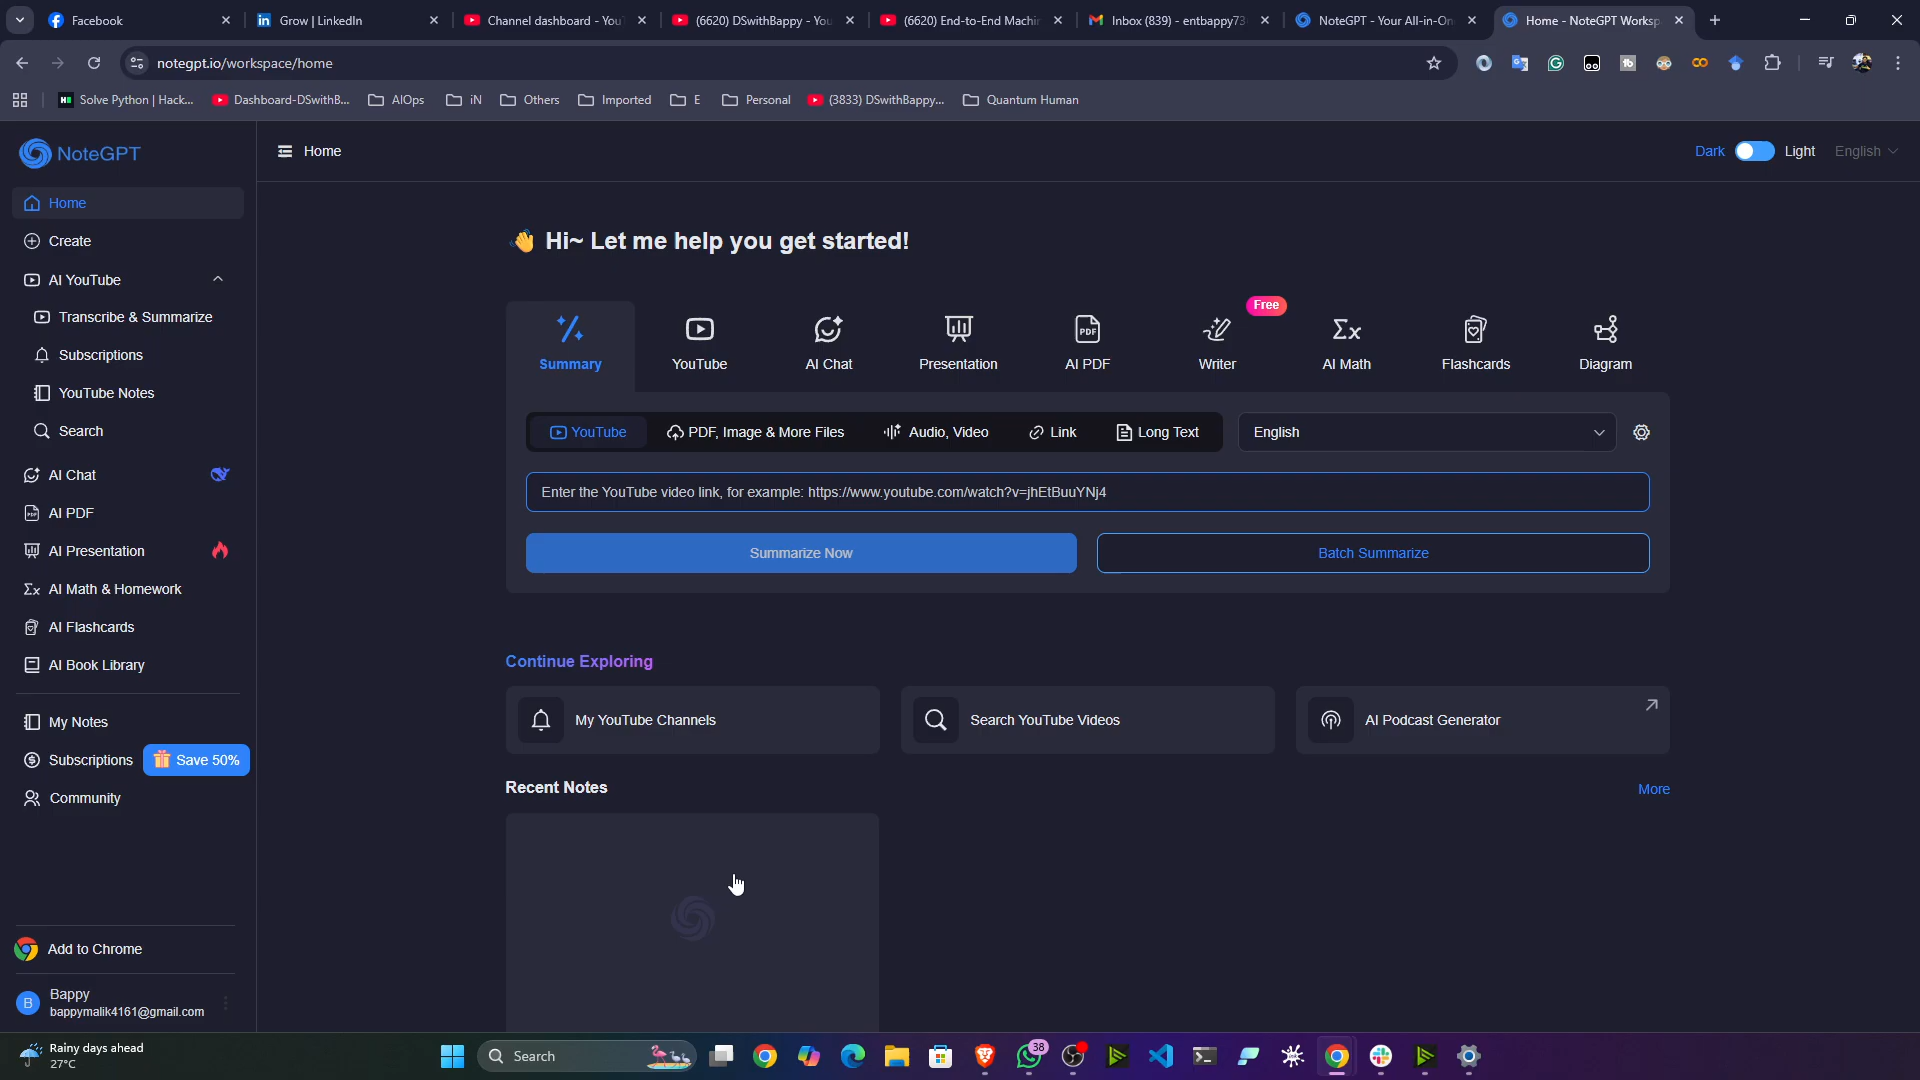 Facebook
Grow | LinkedIn
Channel dashboard - You
(6620) DSwithBappy - You
(6620) End-to-End Machin
Inbox (839) - entbappy73
NoteGPT - Your All-in-On
Home - NoteGPT Worksp
notegpt.io/workspace/home
Solve Python | Hack...
Dashboard-DSwithB...
AIOps
iN
Others
Imported
E
Personal
(3833) DSwithBappy...
Quantum Human
NoteGPT
Home
Dark
Light
English
Home
Create
AI YouTube
Transcribe & Summarize
Subscriptions
YouTube Notes
Search
AI Chat
AI PDF
AI Presentation
AI Math & Homework
AI Flashcards
AI Book Library
My Notes
Subscriptions
Save 50%
Community
Add to Chrome
B
Bappy
bappymalik4161@gmail.com
👋 Hi~ Let me help you get started!
Free
Summary
YouTube
AI Chat
Presentation
PDF
AI PDF
Writer
AI Math
Flashcards
Diagram
YouTube
PDF, Image & More Files
Audio, Video
Link
Long Text
English
Enter the YouTube video link, for example: https://www.youtube.com/watch?v=jhEtBuuYNj4
Summarize Now
Batch Summarize
Continue Exploring
My YouTube Channels
Search YouTube Videos
AI Podcast Generator
Recent Notes
More
Rainy days ahead
27°C
Search
38